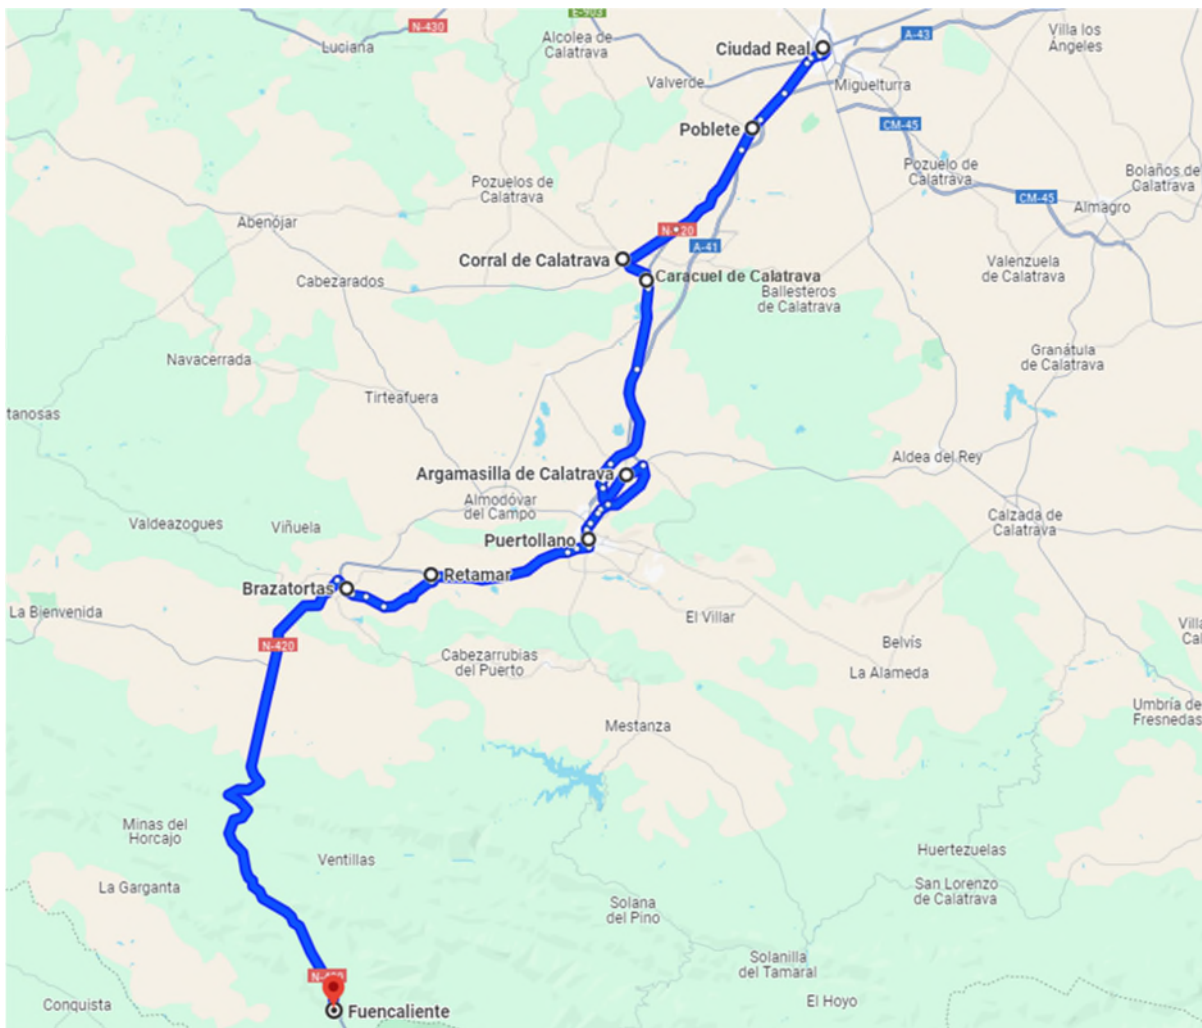 E-903
N-430
Luciana
Alcolea de
Calatrava
Ciudad Real
A-43
Villa los
Ángeles
Valverde
Miguelturra
Poblete
CM-45
Pozuelo de
Calatrava
Bolaños de
Calatrava
Pozuelos de
Calatrava
CM-45
Almagro
Abenójar
A-41
Corral de Calatrava
Valenzuela
de Calatrava
Cabezarados
Caracuel de Calatrava
Ballesteros
de Calatrava
Navacerrada
Granátula
de Calatrava
Tirteafuera
tanosas
Aldea del Rey
Argamasilla de Calatrava
Almodóvar
del Campo
Valdeazogues
Viñuela
Calzada de
Calatrava
Puertollano
Retamar
Brazatortas
La Bienvenida
El Villar
Villa
Cal
N-420
Belvís
Cabezarrubias
del Puerto
La Alameda
Umbría de
Fresnedas
Mestanza
Minas del
Horcajo
Ventillas
Huertezuelas
La Garganta
San Lorenzo
de Calatrava
Solana
del Pino
Solanilla
del Tamaral
Conquista
Fuencaliente
El Hoyo